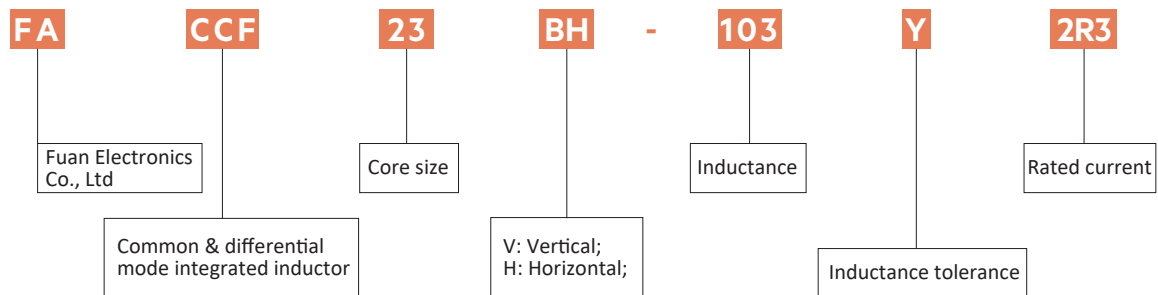 FA CCF 23 BH - 103 Y 2R3
Fuan Electronics
Co., Ltd
Core size
Inductance
Rated current
Common & differential
mode integrated inductor
V: Vertical;
H: Horizontal;
Inductance tolerance